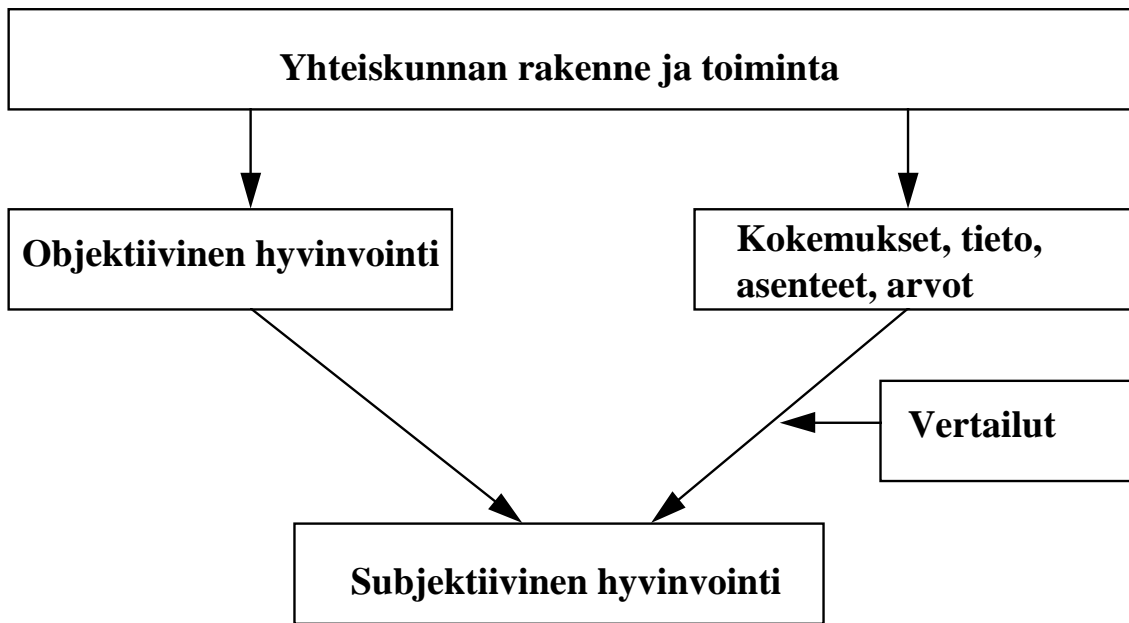 Yhteiskunnan rakenne ja toiminta
Objektiivinen hyvinvointi
Kokemukset, tieto,
asenteet, arvot
Vertailut
Subjektiivinen hyvinvointi